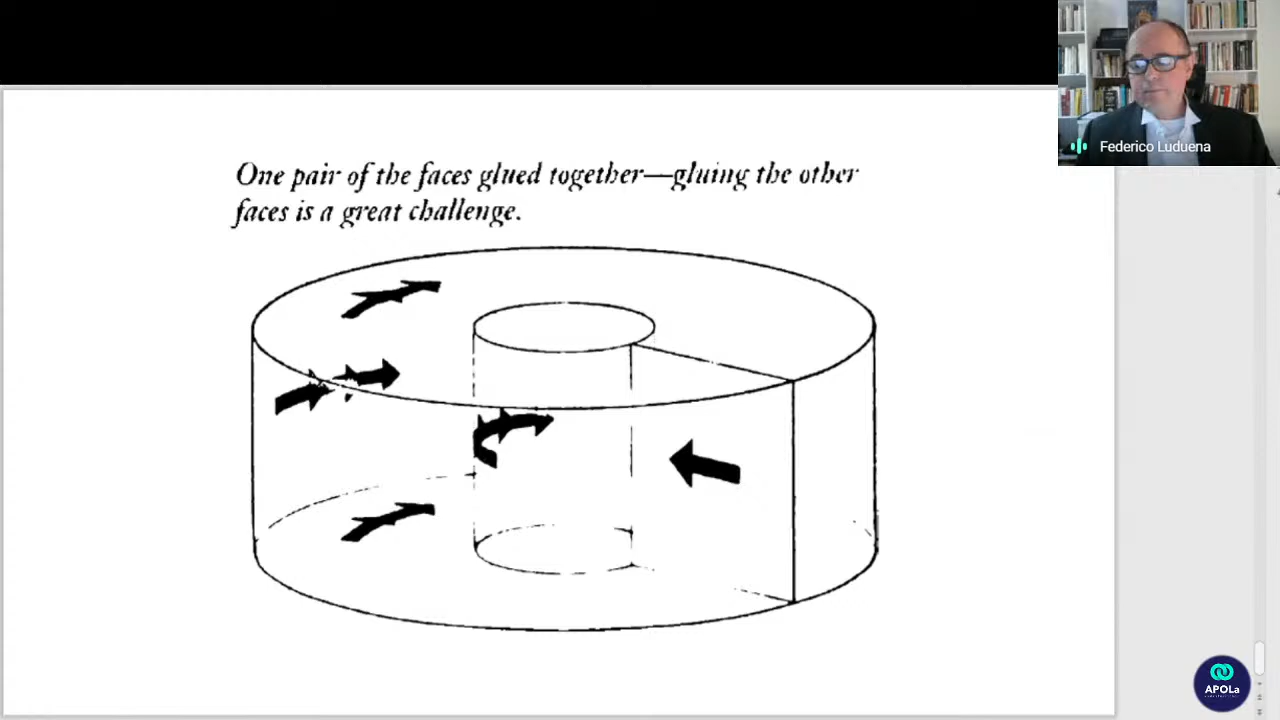 One pair of the faces glued together—gluing the other
faces is a great challenge.
Federico Luduena
APOLa